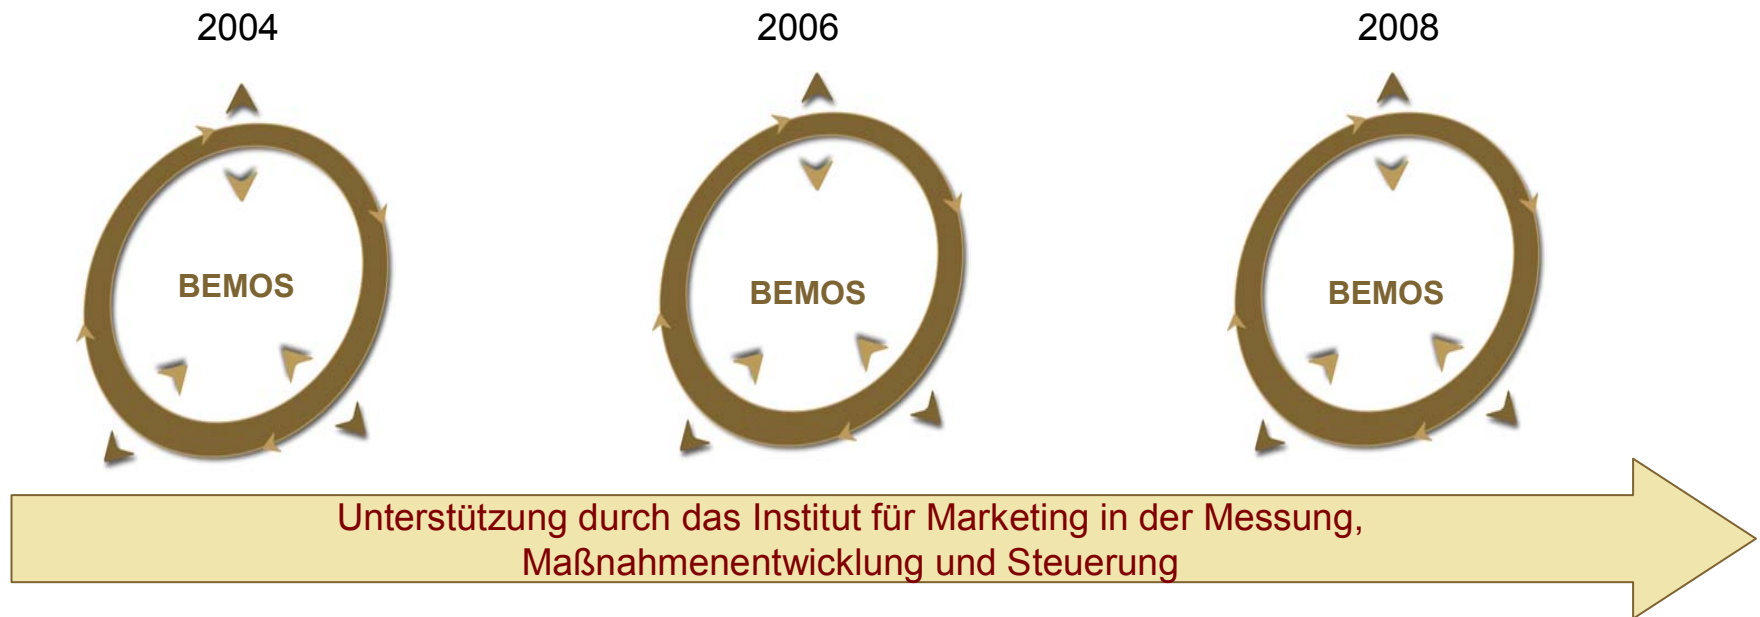 2004
2006
2008
BEMOS
BEMOS
BEMOS
Unterstützung durch das Institut für Marketing in der Messung,
Maßnahmenentwicklung und Steuerung